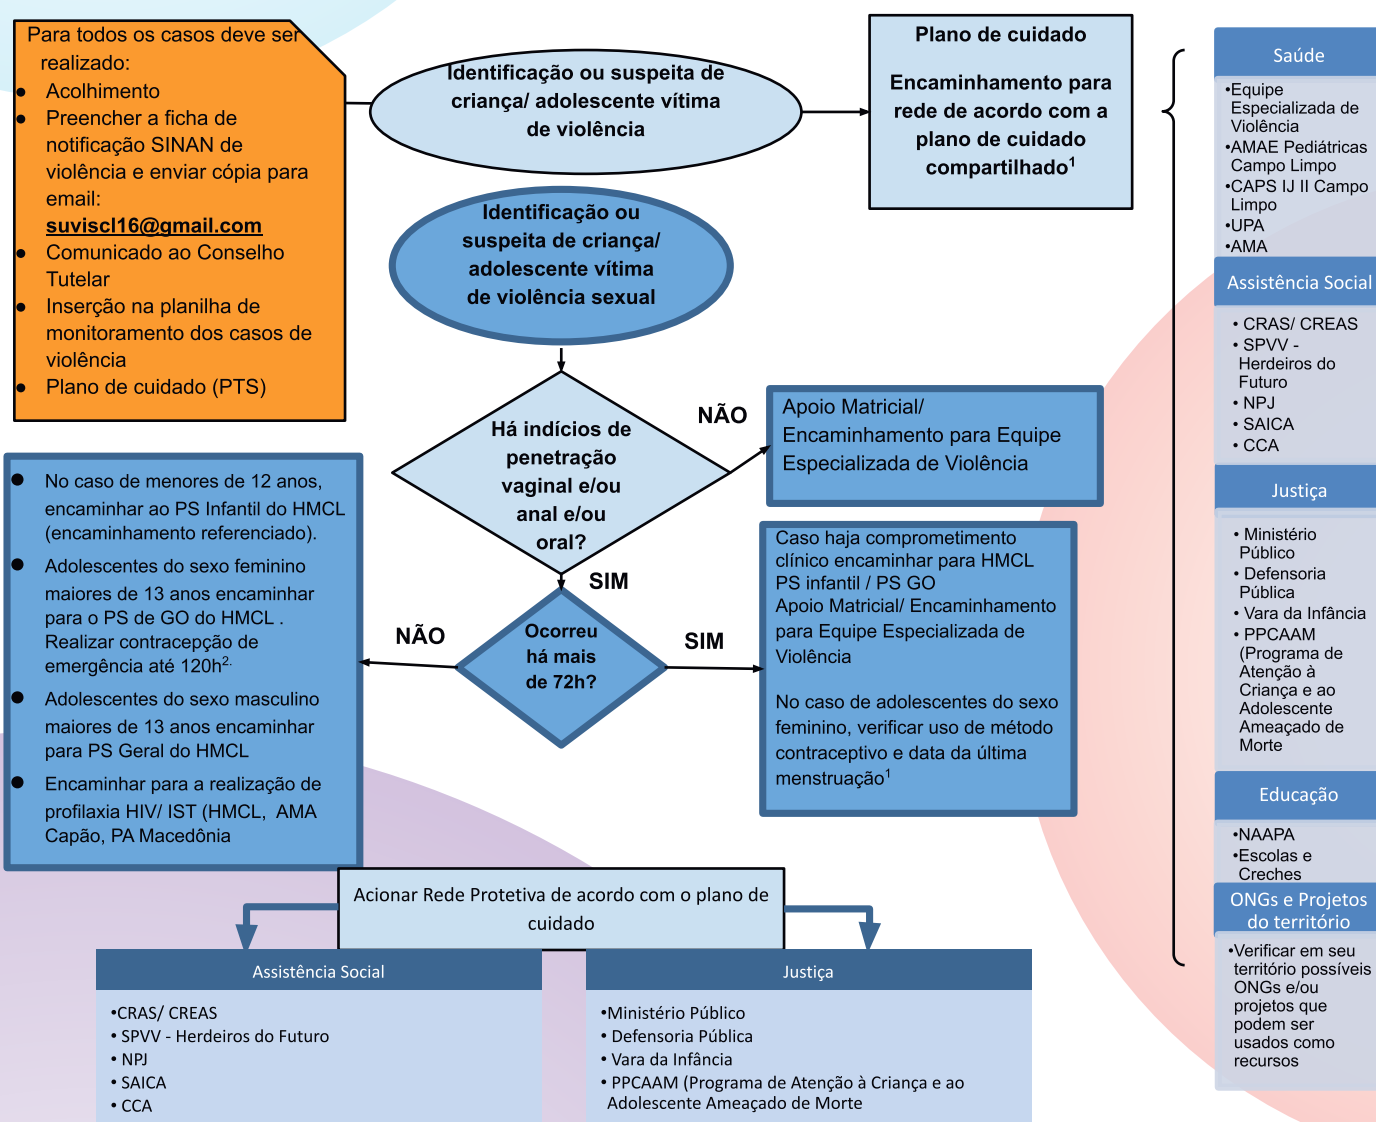 Para todos os casos deve ser
realizado:
● Acolhimento
● Preencher a ficha de
notificação SINAN de
violência e enviar cópia para
email:
suviscl16@gmail.com
● Comunicado ao Conselho
Tutelar
● Inserção na planilha de
monitoramento dos casos de
violência
● Plano de cuidado (PTS)
Identificação ou suspeita de
criança/ adolescente vítima
de violência
Plano de cuidado
Encaminhamento para
rede de acordo com a
plano de cuidado
compartilhado¹
Identificação ou
suspeita de criança/
adolescente vítima
de violência sexual
Há indícios de
penetração
vaginal e/ou
anal e/ou
oral?
NÃO
Apoio Matricial/
Encaminhamento para Equipe
Especializada de Violência
SIM
Ocorreu
há mais
de 72h?
NÃO
SIM
● No caso de menores de 12 anos,
encaminhar ao PS Infantil do HMCL
(encaminhamento referenciado).
● Adolescentes do sexo feminino
maiores de 13 anos encaminhar
para o PS de GO do HMCL .
Realizar contracepção de
emergência até 120h².
● Adolescentes do sexo masculino
maiores de 13 anos encaminhar
para PS Geral do HMCL
● Encaminhar para a realização de
profilaxia HIV/ IST (HMCL, AMA
Capão, PA Macedônia
Caso haja comprometimento
clínico encaminhar para HMCL
PS infantil / PS GO
Apoio Matricial/ Encaminhamento
para Equipe Especializada de
Violência
No caso de adolescentes do sexo
feminino, verificar uso de método
contraceptivo e data da última
menstruação¹
Acionar Rede Protetiva de acordo com o plano de
cuidado
Assistência Social
•CRAS/ CREAS
• SPVV - Herdeiros do Futuro
• NPJ
• SAICA
• CCA
Justiça
•Ministério Público
• Defensoria Pública
• Vara da Infância
• PPCAAM (Programa de Atenção à Criança e ao
Adolescente Ameaçado de Morte
Saúde
•Equipe
Especializada de
Violência
•AMAE Pediátricas
Campo Limpo
•CAPS IJ II Campo
Limpo
•UPA
•AMA
Assistência Social
• CRAS/ CREAS
• SPVV -
Herdeiros do
Futuro
• NPJ
• SAICA
• CCA
Justiça
• Ministério
Público
• Defensoria
Pública
• Vara da Infância
• PPCAAM
(Programa de
Atenção à
Criança e ao
Adolescente
Ameaçado de
Morte
Educação
•NAAPA
•Escolas e
Creches
ONGs e Projetos
do território
•Verificar em seu
território possíveis
ONGs e/ou
projetos que
podem ser
usados como
recursos